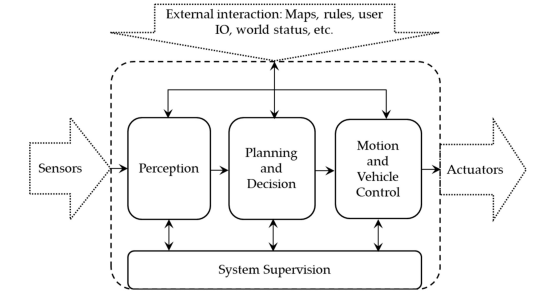 External interaction: Maps, rules, user
IO, world status, etc.
Sensors
Perception
Planning
and
Decision
Motion
and
Vehicle
Control
Actuators
System Supervision